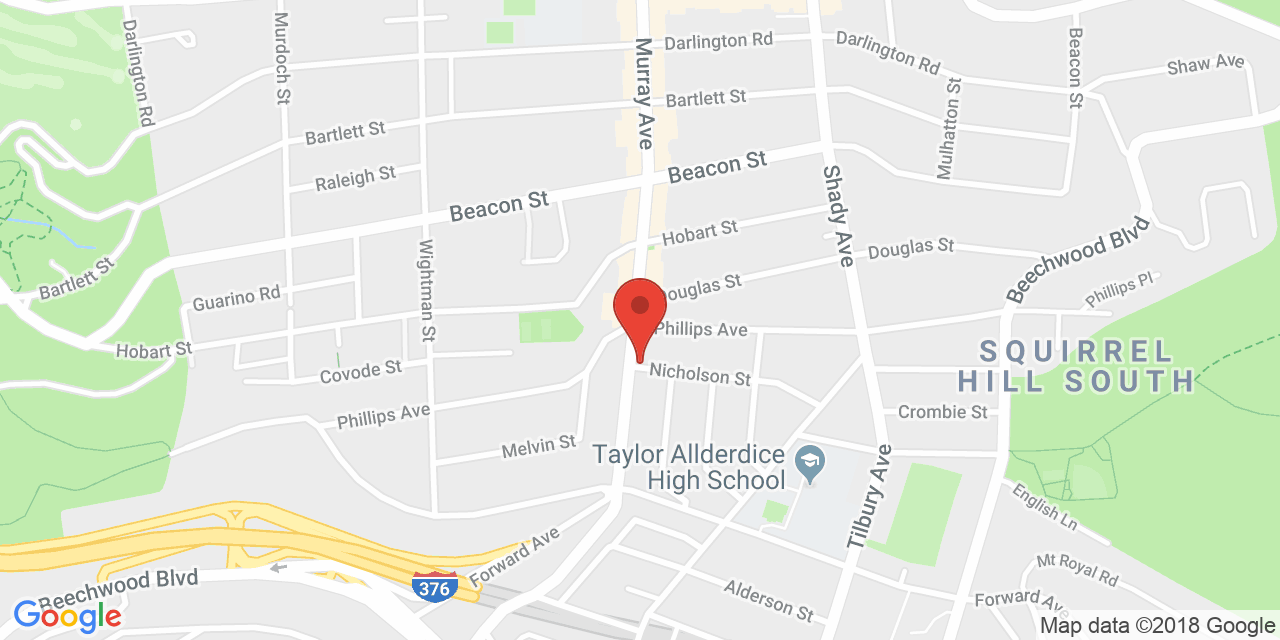 Darlington Rd
Murdoch St
Murray Ave
Darlington Rd
Darlington Rd
Beacon St
Shaw Ave
Bartlett St
Bartlett St
Mulhatton St
Raleigh St
Beacon St
Beacon St
Shady Ave
Hobart St
Douglas St
Beechwood Blvd
Wightman St
Bartlett St
Guarino Rd
Douglas St
Phillips Pl
Phillips Ave
Hobart St
SQUIRREL
HILL SOUTH
Covode St
Nicholson St
Phillips Ave
Crombie St
Melvin St
Taylor Allderdice
High School
Tilbury Ave
English Ln
Forward Ave
Mt Royal Rd
376
Beechwood Blvd
Alderson St
Forward Ave
Google
Map data ©2018 Google